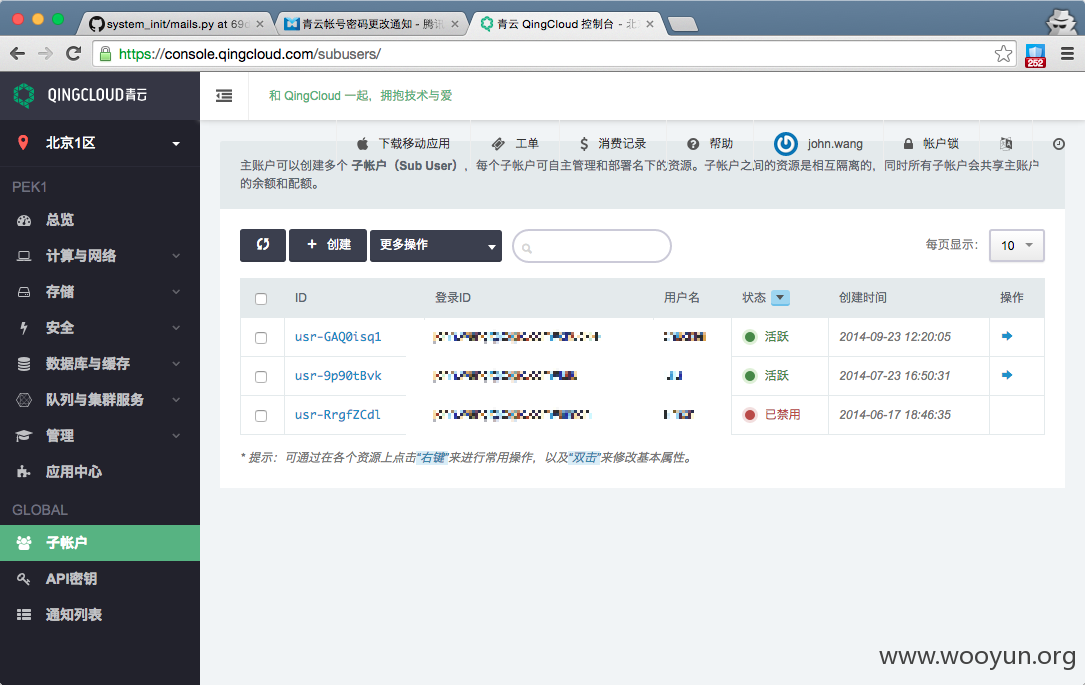 system_init/mails.py at 69c
青云帐号密码更改通知 - 腾讯
青云 QingCloud 控制台 - 北
https://console.qingcloud.com/subusers/
252
QINGCLOUD青云
和 QingCloud 一起，拥抱技术与爱
北京1区
下载移动应用 工单 消费记录 帮助 john.wang 帐户锁
主账户可以创建多个 子帐户（Sub User），每个子帐户可自主管理和部署名下的资源。子帐户之间的资源是相互隔离的，同时所有子帐户会共享主账户
的余额和配额。
PEK1
总览
计算与网络
存储
安全
数据库与缓存
队列与集群服务
管理
应用中心
GLOBAL
子帐户
API密钥
通知列表
创建 更多操作 每页显示： 10
ID 登录ID 用户名 状态 创建时间 操作
usr-GAQ0isq1 活跃 2014-09-23 12:20:05
usr-9p90tBvk 活跃 2014-07-23 16:50:31
usr-RrgfZCdl 已禁用 2014-06-17 18:46:35
* 提示：可通过在各个资源上点击“右键”来进行常用操作，以及“双击”来修改基本属性。
www.wooyun.org